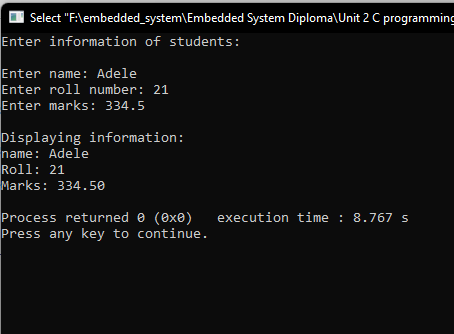 Select "F:\embedded_system\Embedded System Diploma\Unit 2 C programming
Enter information of students:
Enter name: Adele
Enter roll number: 21
Enter marks: 334.5
Displaying information:
name: Adele
Roll: 21
Marks: 334.50
Process returned 0 (0x0)   execution time : 8.767 s
Press any key to continue.